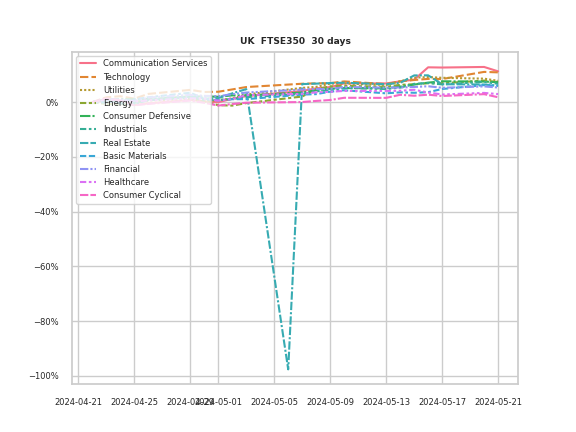 UK FTSE350 30 days
Communication Services
Technology
Utilities
Energy
Consumer Defensive
Industrials
Real Estate
Basic Materials
Financial
Healthcare
Consumer Cyclical
0%
−20%
−40%
−60%
−80%
−100%
2024-04-21 2024-04-25 2024-04-29 2024-05-01 2024-05-05 2024-05-09 2024-05-13 2024-05-17 2024-05-21